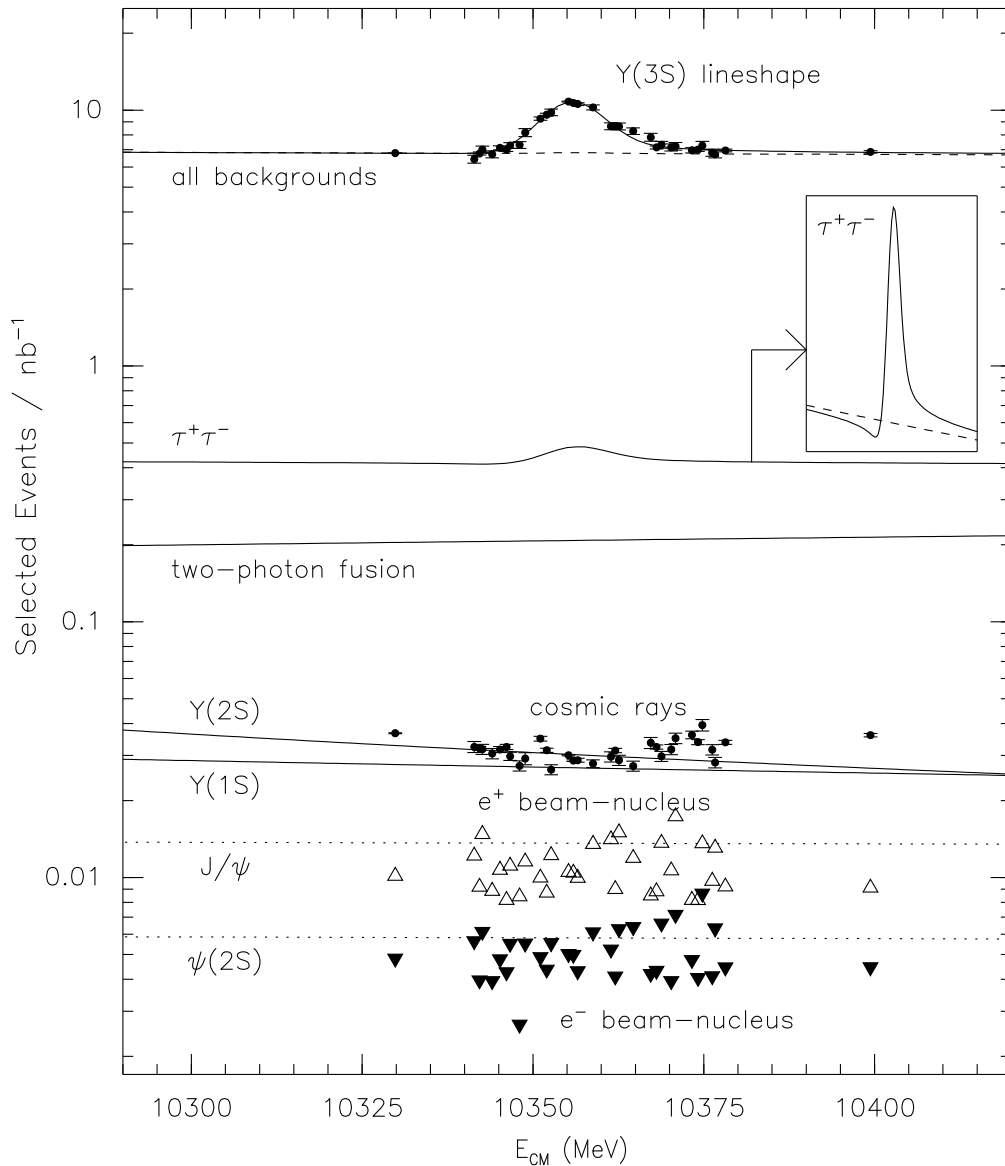 Υ(3S) lineshape
10
all backgrounds
τ⁺τ⁻
Selected Events / nb⁻¹
1
τ⁺τ⁻
two−photon fusion
0.1
Υ(2S)
cosmic rays
Υ(1S)
e⁺ beam−nucleus
J/ψ
0.01
ψ(2S)
e⁻ beam−nucleus
10300 10325 10350 10375 10400
E_CM (MeV)